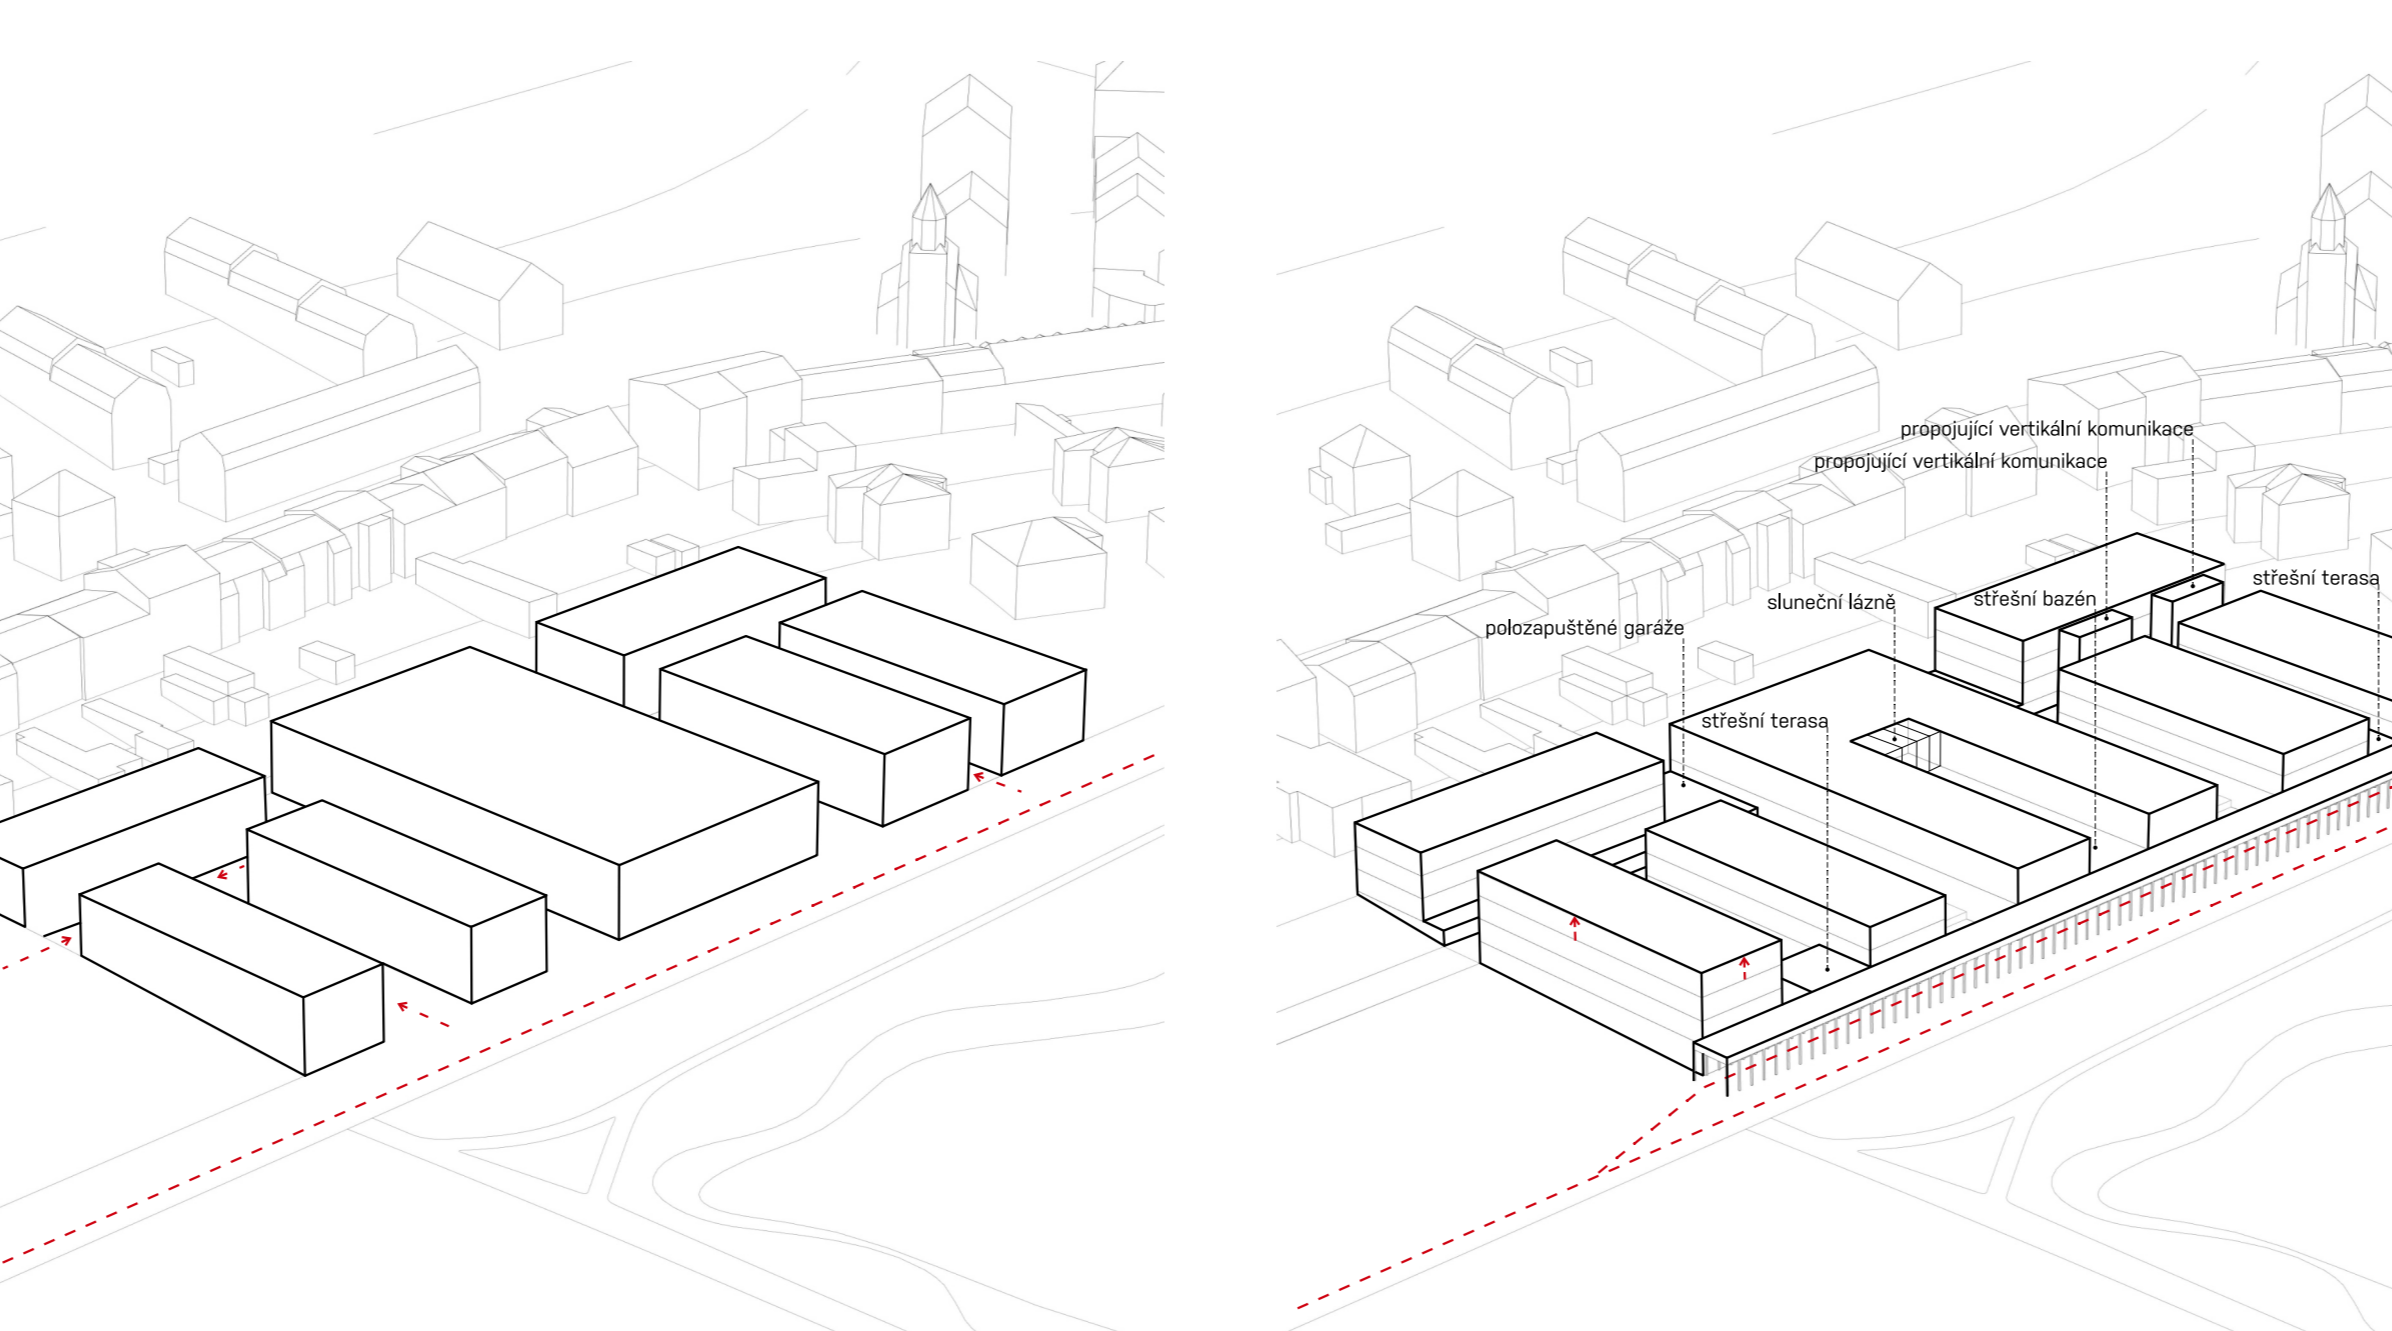 propojující vertikální komunikace
propojující vertikální komunikace
střešní terasa
střešní bazén
sluneční lázně
polozapuštěné garáže
střešní terasa